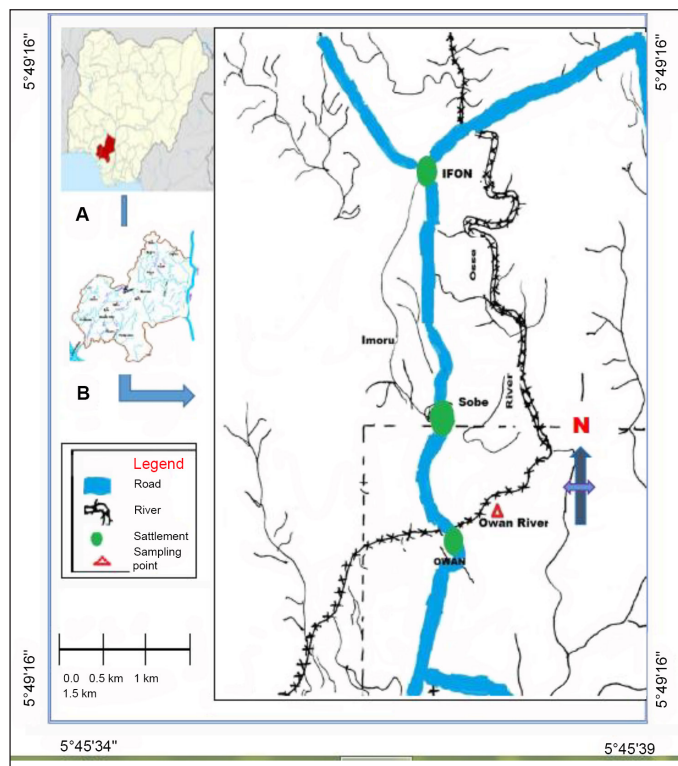 5°49'16"
5°49'16"
A
B
IFON
Osse
Imoru
River
Sobe
N
Owan River
OWAN
Legend
Road
River
Sattlement
Sampling
point
0.0 0.5 km 1 km
1.5 km
5°49'16"
5°49'16"
5°45'34"
5°45'39